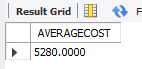 Result Grid
AVERAGECOST
5280.0000